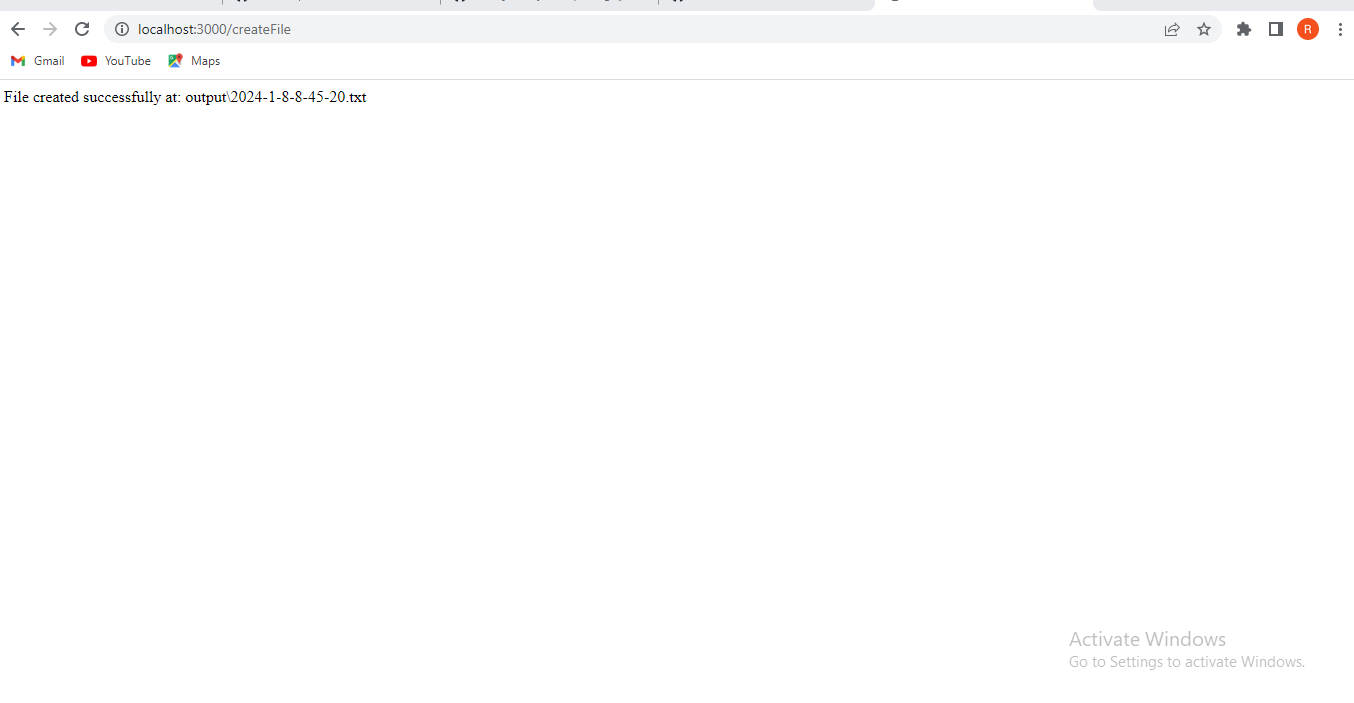 localhost:3000/createFile
R
Gmail
YouTube
Maps
File created successfully at: output\2024-1-8-8-45-20.txt
Activate Windows
Go to Settings to activate Windows.